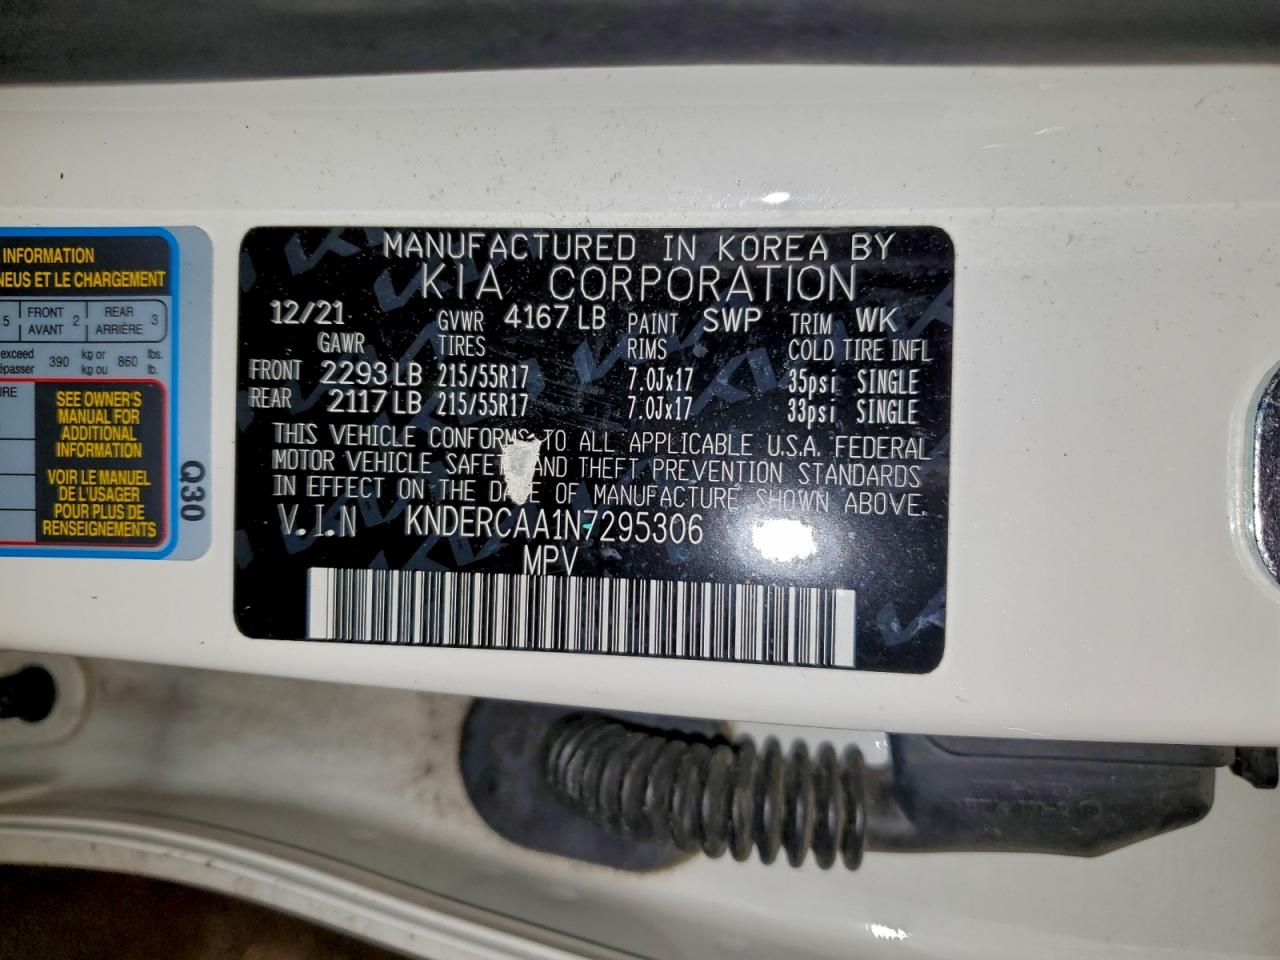 INFORMATION
NEUS ET LE CHARGEMENT
5 FRONT AVANT 2 REAR ARRIÈRE 3
exceed 390 kg or 860 lbs.
kg ou lb.
SEE OWNER'S
MANUAL FOR
ADDITIONAL
INFORMATION
VOIR LE MANUEL
DE L'USAGER
POUR PLUS DE
RENSEIGNEMENTS
Q30
MANUFACTURED IN KOREA BY
KIA CORPORATION
12/21 GVWR 4167 LB PAINT SWP TRIM WK
GAWR TIRES RIMS COLD TIRE INFL
FRONT 2293 LB 215/55R17 7.0Jx17 35psi SINGLE
REAR 2117 LB 215/55R17 7.0Jx17 33psi SINGLE
THIS VEHICLE CONFORMS TO ALL APPLICABLE U.S.A. FEDERAL
MOTOR VEHICLE SAFETY AND THEFT PREVENTION STANDARDS
IN EFFECT ON THE DATE OF MANUFACTURE SHOWN ABOVE.
V.I.N KNDERCAA1N7295306
MPV